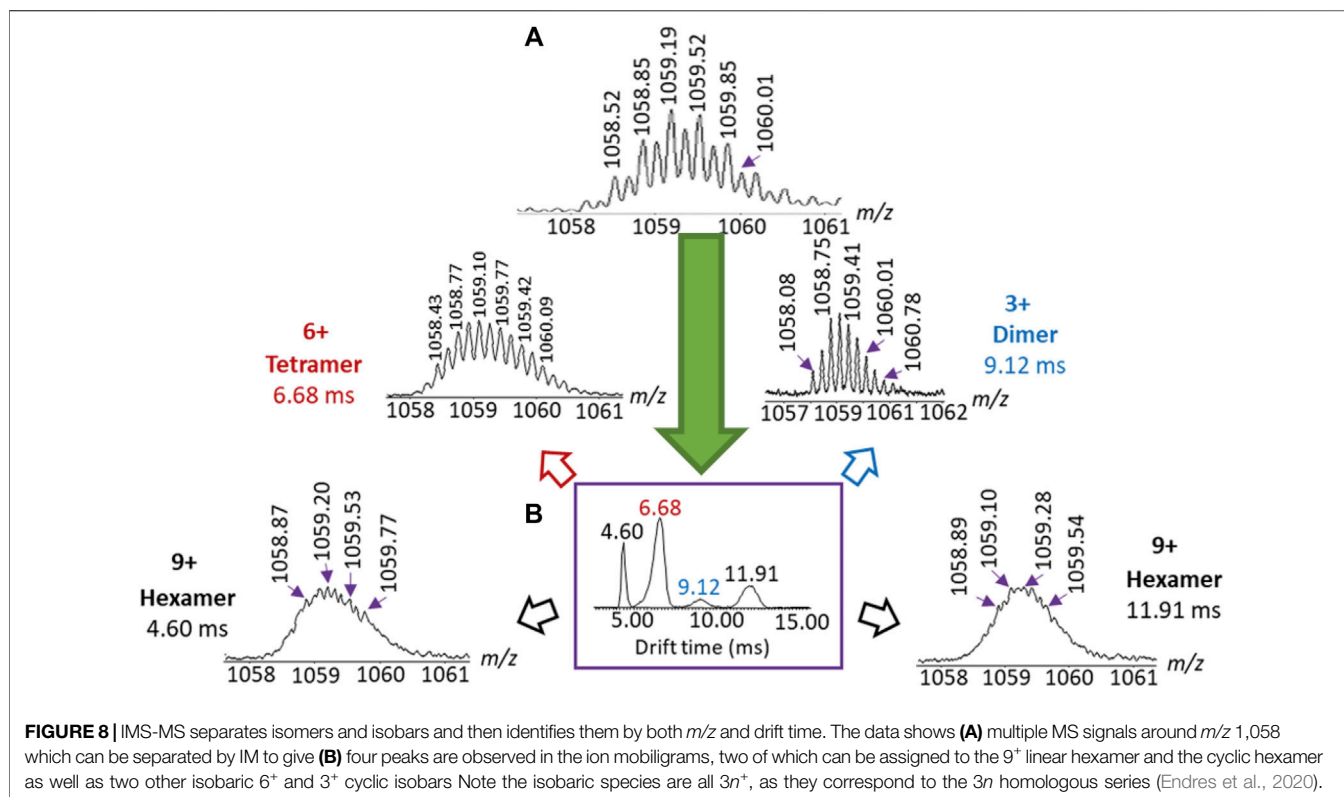 A
1058.52
1058.85
1059.19
1059.52
1059.85
1060.01
m/z
1058 1059 1060 1061
6+
Tetramer
6.68 ms
1058.43
1058.77
1059.10
1059.77
1059.42
1060.09
m/z
1058 1059 1060 1061
1058.08
1058.75
1059.41
1060.01
1060.78
m/z
1057 1059 1061 1062
3+
Dimer
9.12 ms
9+
Hexamer
4.60 ms
1058.87
1059.20
1059.53
1059.77
m/z
1058 1059 1060 1061
B
4.60
6.68
9.12
11.91
5.00 10.00 15.00
Drift time (ms)
1058.89
1059.10
1059.28
1059.54
m/z
1058 1059 1060 1061
9+
Hexamer
11.91 ms
FIGURE 8 | IMS-MS separates isomers and isobars and then identifies them by both m/z and drift time. The data shows (A) multiple MS signals around m/z 1,058
which can be separated by IM to give (B) four peaks are observed in the ion mobiligrams, two of which can be assigned to the 9⁺ linear hexamer and the cyclic hexamer
as well as two other isobaric 6⁺ and 3⁺ cyclic isobars Note the isobaric species are all 3n⁺, as they correspond to the 3n homologous series (Endres et al., 2020).